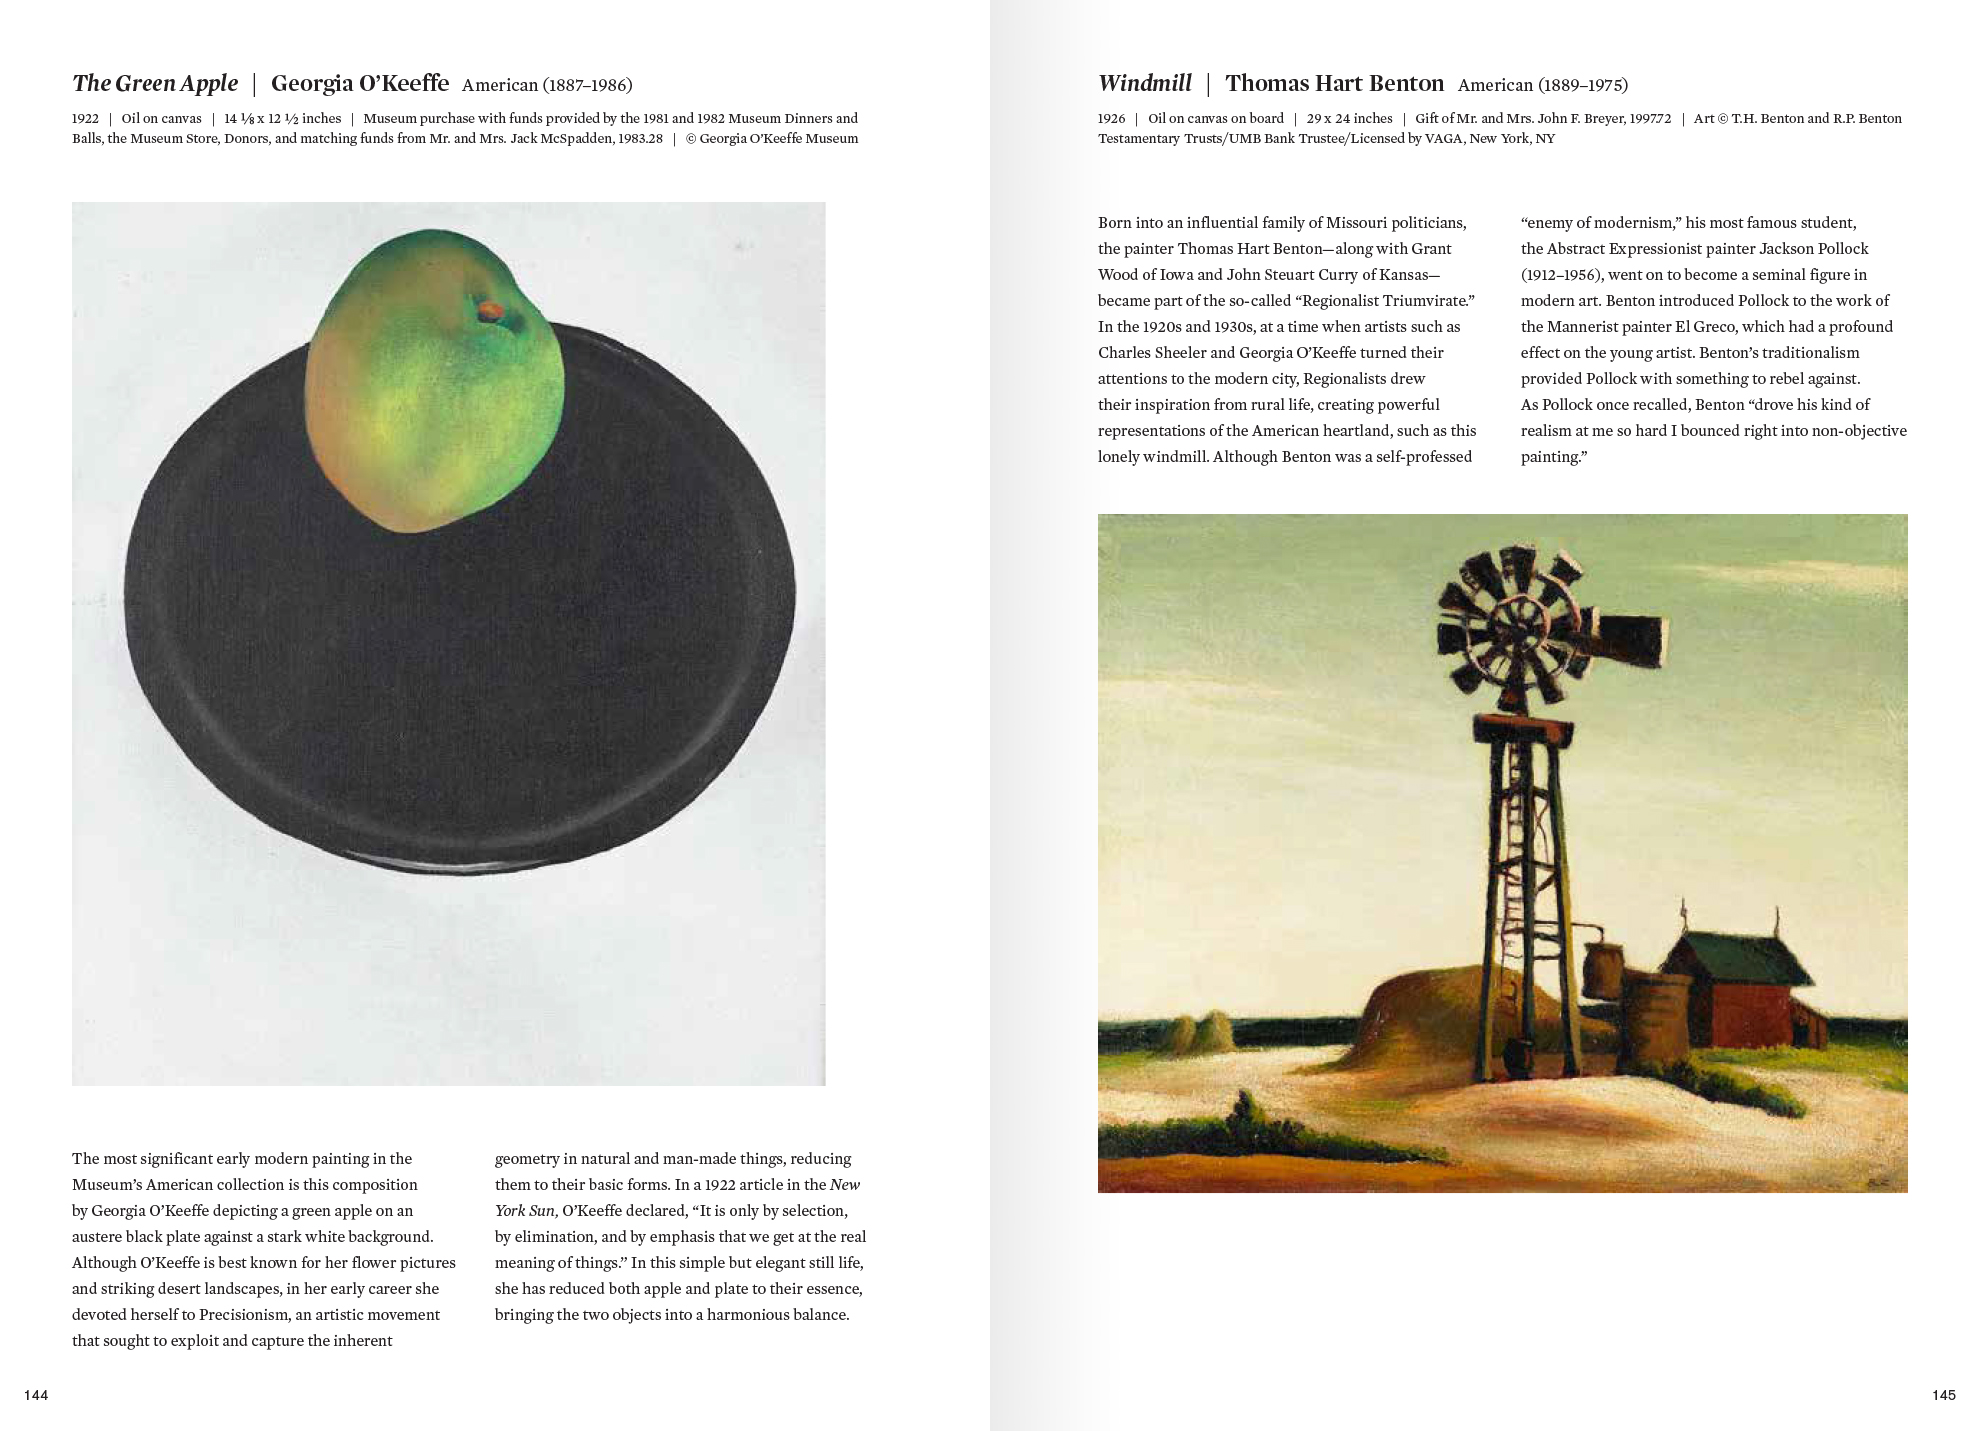 The Green Apple | Georgia O’Keeffe American (1887–1986)
1922 | Oil on canvas | 14 ⅛ x 12 ½ inches | Museum purchase with funds provided by the 1981 and 1982 Museum Dinners and
Balls, the Museum Store, Donors, and matching funds from Mr. and Mrs. Jack McSpadden, 1983.28 | © Georgia O’Keeffe Museum
The most significant early modern painting in the
Museum’s American collection is this composition
by Georgia O’Keeffe depicting a green apple on an
austere black plate against a stark white background.
Although O’Keeffe is best known for her flower pictures
and striking desert landscapes, in her early career she
devoted herself to Precisionism, an artistic movement
that sought to exploit and capture the inherent
geometry in natural and man-made things, reducing
them to their basic forms. In a 1922 article in the New
York Sun, O’Keeffe declared, “It is only by selection,
by elimination, and by emphasis that we get at the real
meaning of things.” In this simple but elegant still life,
she has reduced both apple and plate to their essence,
bringing the two objects into a harmonious balance.
144
Windmill | Thomas Hart Benton American (1889–1975)
1926 | Oil on canvas on board | 29 x 24 inches | Gift of Mr. and Mrs. John F. Breyer, 1997.72 | Art © T.H. Benton and R.P. Benton
Testamentary Trusts/UMB Bank Trustee/Licensed by VAGA, New York, NY
Born into an influential family of Missouri politicians,
the painter Thomas Hart Benton—along with Grant
Wood of Iowa and John Steuart Curry of Kansas—
became part of the so-called “Regionalist Triumvirate.”
In the 1920s and 1930s, at a time when artists such as
Charles Sheeler and Georgia O’Keeffe turned their
attentions to the modern city, Regionalists drew
their inspiration from rural life, creating powerful
representations of the American heartland, such as this
lonely windmill. Although Benton was a self-professed
“enemy of modernism,” his most famous student,
the Abstract Expressionist painter Jackson Pollock
(1912–1956), went on to become a seminal figure in
modern art. Benton introduced Pollock to the work of
the Mannerist painter El Greco, which had a profound
effect on the young artist. Benton’s traditionalism
provided Pollock with something to rebel against.
As Pollock once recalled, Benton “drove his kind of
realism at me so hard I bounced right into non-objective
painting.”
145